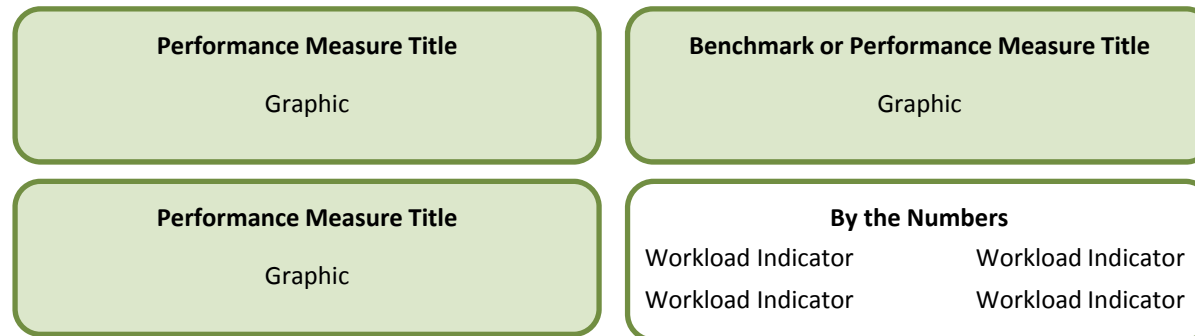 Performance Measure Title
Graphic
Benchmark or Performance Measure Title
Graphic
Performance Measure Title
Graphic
By the Numbers
Workload Indicator Workload Indicator
Workload Indicator Workload Indicator